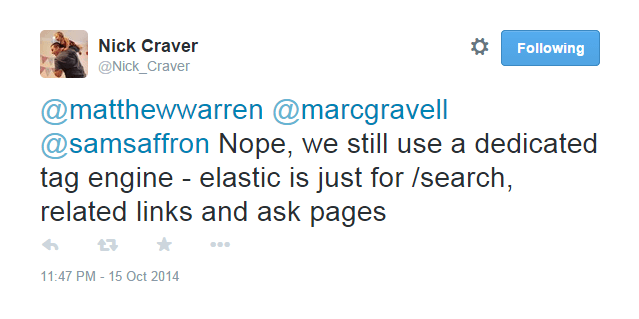 Nick Craver
@Nick_Craver
Following
@matthewwarren @marcgravell
@samsaffron Nope, we still use a dedicated
tag engine - elastic is just for /search,
related links and ask pages
11:47 PM - 15 Oct 2014